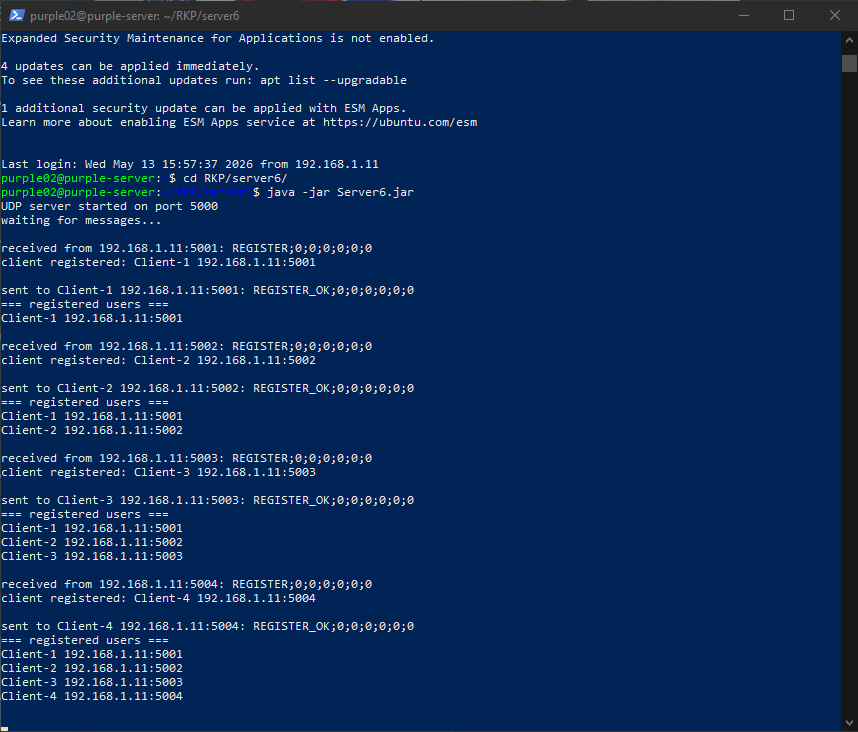 purple02@purple-server: ~/RKP/server6
Expanded Security Maintenance for Applications is not enabled.
4 updates can be applied immediately.
To see these additional updates run: apt list --upgradable
1 additional security update can be applied with ESM Apps.
Learn more about enabling ESM Apps service at https://ubuntu.com/esm
Last login: Wed May 13 15:57:37 2026 from 192.168.1.11
purple02@purple-server:~$ cd RKP/server6/
purple02@purple-server:~/RKP/server6$ java -jar Server6.jar
UDP server started on port 5000
waiting for messages...
received from 192.168.1.11:5001: REGISTER;0;0;0;0;0;0
client registered: Client-1 192.168.1.11:5001
sent to Client-1 192.168.1.11:5001: REGISTER_OK;0;0;0;0;0;0
=== registered users ===
Client-1 192.168.1.11:5001
received from 192.168.1.11:5002: REGISTER;0;0;0;0;0;0
client registered: Client-2 192.168.1.11:5002
sent to Client-2 192.168.1.11:5002: REGISTER_OK;0;0;0;0;0;0
=== registered users ===
Client-1 192.168.1.11:5001
Client-2 192.168.1.11:5002
received from 192.168.1.11:5003: REGISTER;0;0;0;0;0;0
client registered: Client-3 192.168.1.11:5003
sent to Client-3 192.168.1.11:5003: REGISTER_OK;0;0;0;0;0;0
=== registered users ===
Client-1 192.168.1.11:5001
Client-2 192.168.1.11:5002
Client-3 192.168.1.11:5003
received from 192.168.1.11:5004: REGISTER;0;0;0;0;0;0
client registered: Client-4 192.168.1.11:5004
sent to Client-4 192.168.1.11:5004: REGISTER_OK;0;0;0;0;0;0
=== registered users ===
Client-1 192.168.1.11:5001
Client-2 192.168.1.11:5002
Client-3 192.168.1.11:5003
Client-4 192.168.1.11:5004